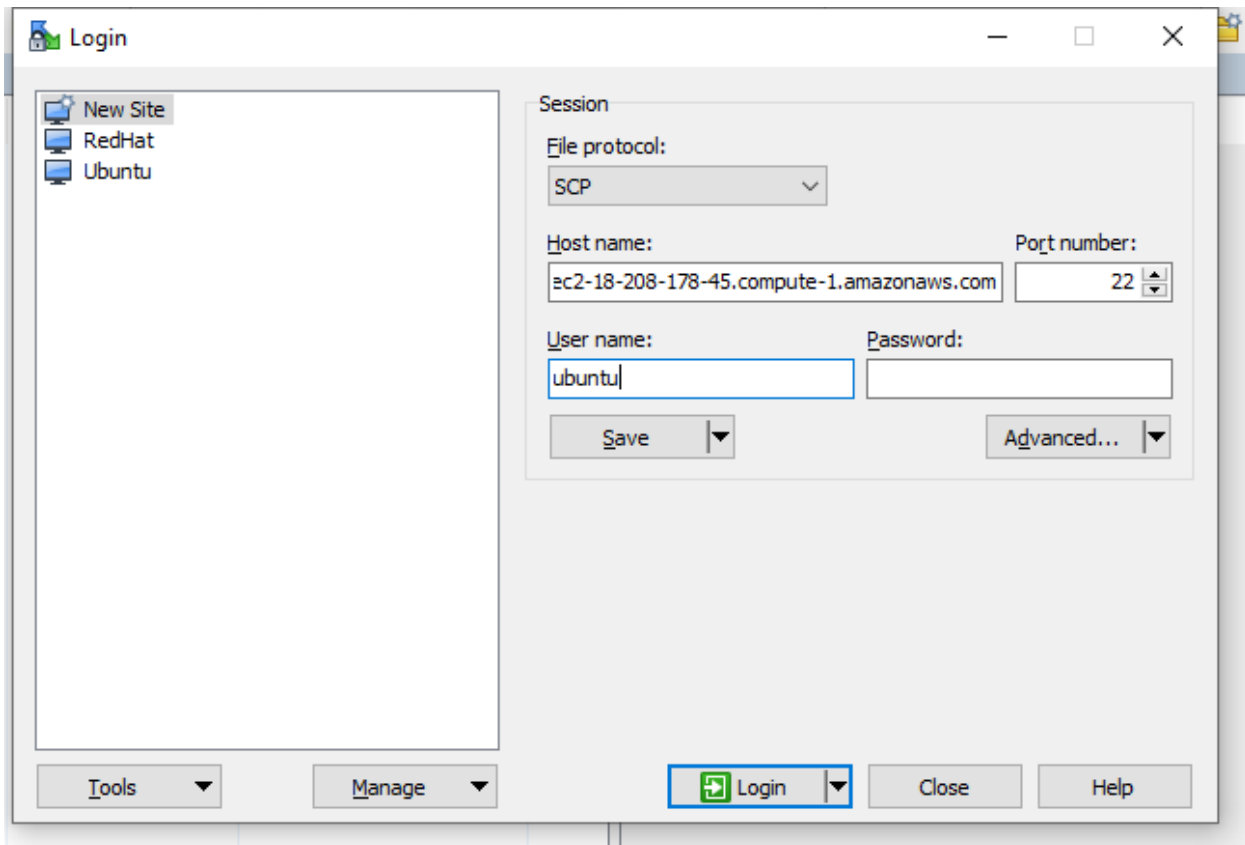 Login
New Site
RedHat
Ubuntu
Session
File protocol:
SCP
Host name:
Port number:
ec2-18-208-178-45.compute-1.amazonaws.com
22
User name:
Password:
ubuntu
Save
Advanced...
Tools
Manage
Login
Close
Help